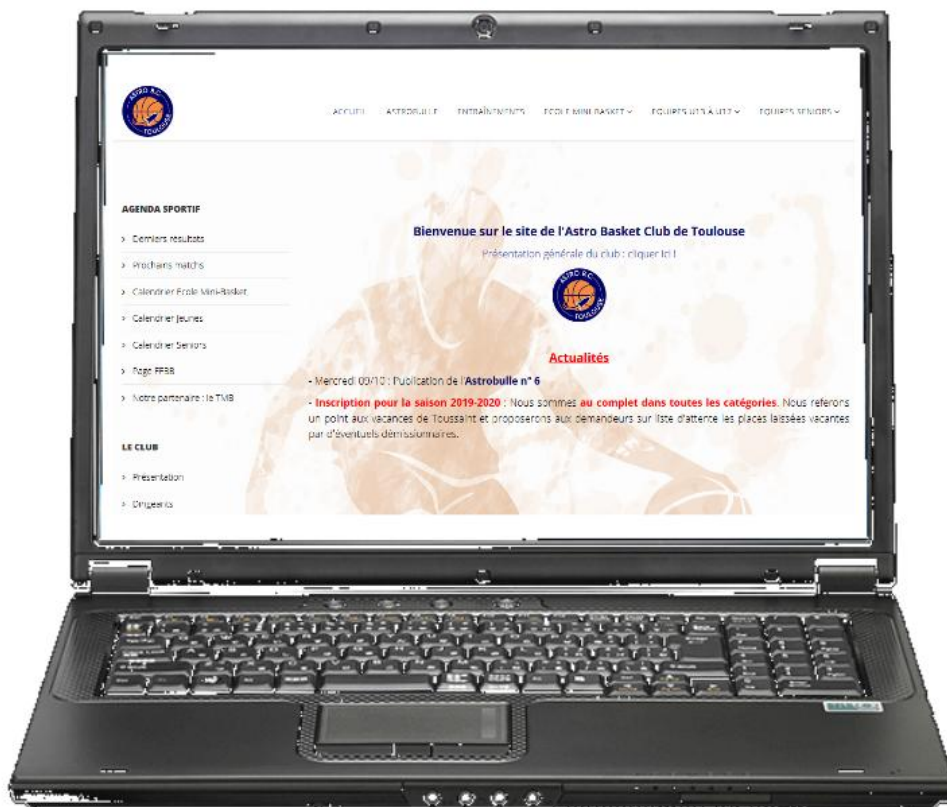 ASTRO B.C.
TOULOUSE
ACCUEIL ASTROBULLE ENTRAÎNEMENTS ECOLE MINI BASKET EQUIPES U13 À U17 EQUIPES SENIORS
AGENDA SPORTIF
> Derniers résultats
> Prochains matchs
> Calendrier Ecole Mini-Basket
> Calendrier Jeunes
> Calendrier Seniors
> Page FFBB
> Notre partenaire : le TMB
LE CLUB
> Présentation
> Dirigeants
Bienvenue sur le site de l'Astro Basket Club de Toulouse
Présentation générale du club : cliquer ici !
ASTRO B.C.
TOULOUSE
Actualités
- Mercredi 09/10 : Publication de l'Astrobulle n° 6
- Inscription pour la saison 2019-2020 : Nous sommes au complet dans toutes les catégories. Nous referons
un point aux vacances de Toussaint et proposerons aux demandeurs sur liste d'attente les places laissées vacantes
par d'éventuels démissionnaires.